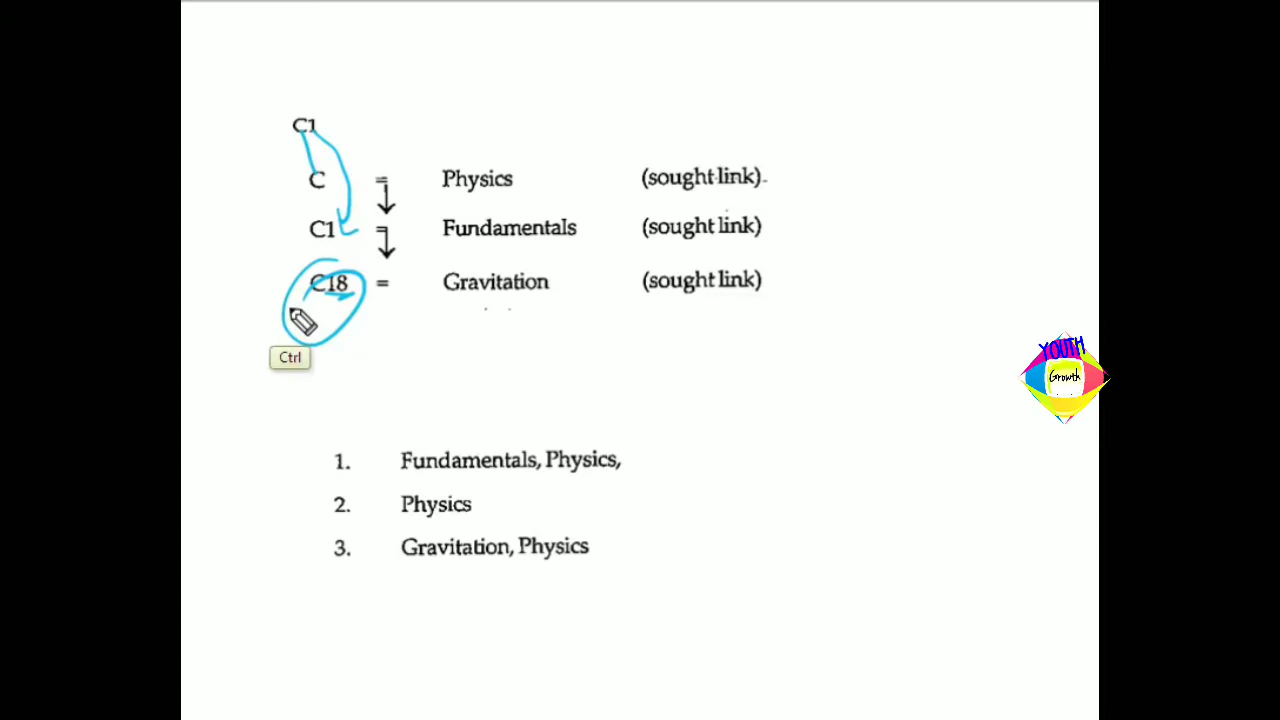 C1
C = Physics (sought link).
C1 = Fundamentals (sought link)
C18 = Gravitation (sought link)
Ctrl
YOUTH
Growth
1. Fundamentals, Physics,
2. Physics
3. Gravitation, Physics